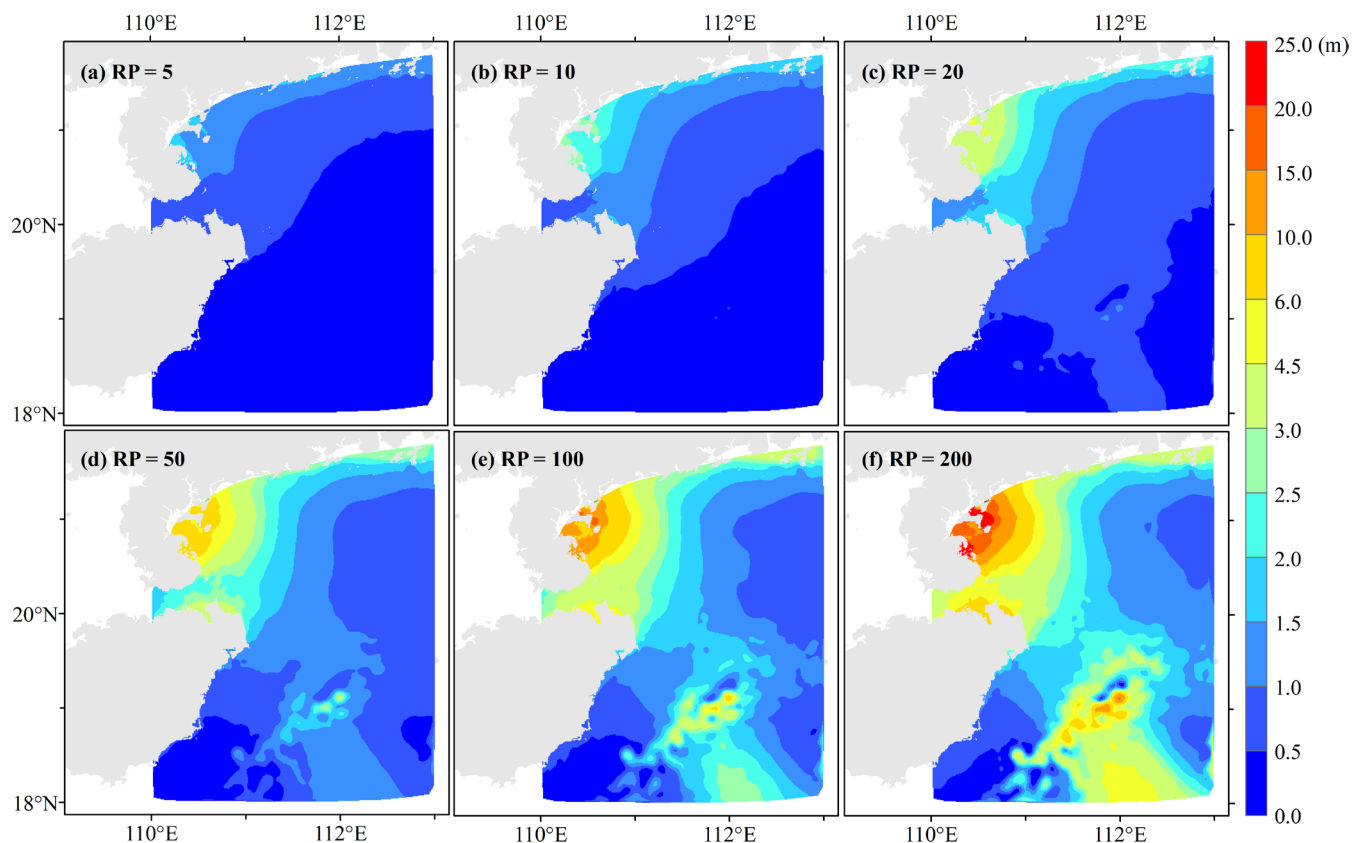 110°E 112°E 110°E 112°E 110°E 112°E
(a) RP = 5 (b) RP = 10 (c) RP = 20
25.0 (m)
20.0
15.0
20°N
10.0
6.0
4.5
18°N
3.0
(d) RP = 50 (e) RP = 100 (f) RP = 200
2.5
2.0
20°N
1.5
1.0
0.5
18°N
0.0
110°E 112°E 110°E 112°E 110°E 112°E